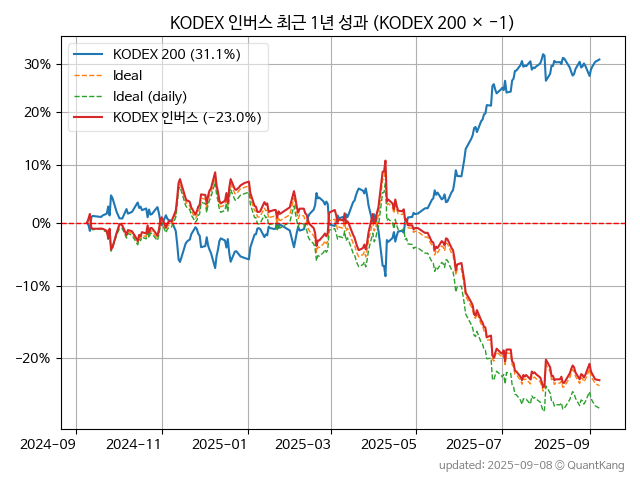 KODEX 인버스 최근 1년 성과 (KODEX 200 × −1)
KODEX 200 (31.1%)
Ideal
Ideal (daily)
KODEX 인버스 (−23.0%)
30%
20%
10%
0%
−10%
−20%
2024-09
2024-11
2025-01
2025-03
2025-05
2025-07
2025-09
updated: 2025-09-08 © QuantKang